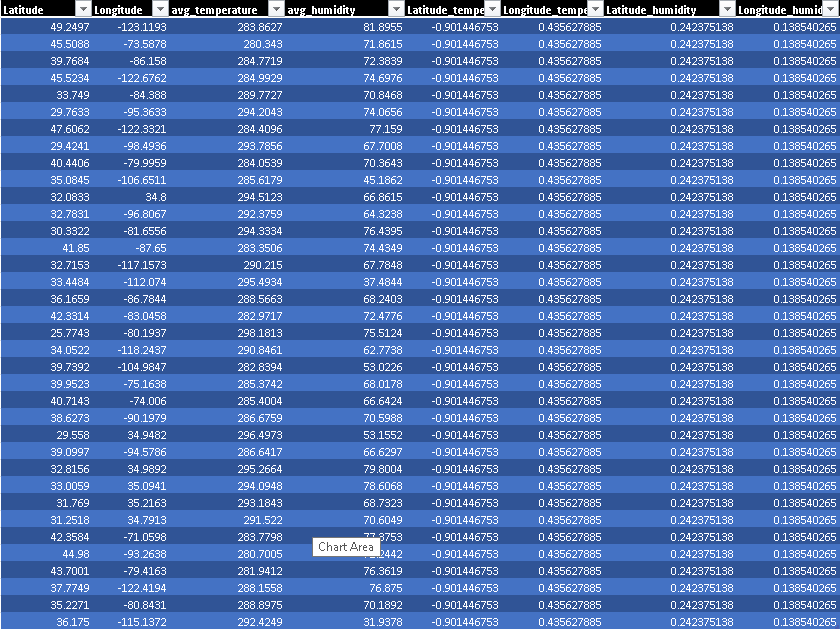 Latitude Longitude avg_temperature avg_humidity Latitude_tempe Longitude_tempe Latitude_humidity Longitude_humid
49.2497 -123.1193 283.8627 81.8955 -0.901446753 0.435627885 0.242375138 0.138540265
45.5088 -73.5878 280.343 71.8615 -0.901446753 0.435627885 0.242375138 0.138540265
39.7684 -86.158 284.7719 72.3839 -0.901446753 0.435627885 0.242375138 0.138540265
45.5234 -122.6762 284.9929 74.6976 -0.901446753 0.435627885 0.242375138 0.138540265
33.749 -84.388 289.7727 70.8468 -0.901446753 0.435627885 0.242375138 0.138540265
29.7633 -95.3633 294.2043 74.0656 -0.901446753 0.435627885 0.242375138 0.138540265
47.6062 -122.3321 284.4096 77.159 -0.901446753 0.435627885 0.242375138 0.138540265
29.4241 -98.4936 293.7856 67.7008 -0.901446753 0.435627885 0.242375138 0.138540265
40.4406 -79.9959 284.0539 70.3643 -0.901446753 0.435627885 0.242375138 0.138540265
35.0845 -106.6511 285.6179 45.1862 -0.901446753 0.435627885 0.242375138 0.138540265
32.0833 34.8 294.5123 66.8615 -0.901446753 0.435627885 0.242375138 0.138540265
32.7831 -96.8067 292.3759 64.3238 -0.901446753 0.435627885 0.242375138 0.138540265
30.3322 -81.6556 294.3334 76.4395 -0.901446753 0.435627885 0.242375138 0.138540265
41.85 -87.65 283.3506 74.4349 -0.901446753 0.435627885 0.242375138 0.138540265
32.7153 -117.1573 290.215 67.7848 -0.901446753 0.435627885 0.242375138 0.138540265
33.4484 -112.074 295.4934 37.4844 -0.901446753 0.435627885 0.242375138 0.138540265
36.1659 -86.7844 288.5663 68.2403 -0.901446753 0.435627885 0.242375138 0.138540265
42.3314 -83.0458 282.9717 72.4776 -0.901446753 0.435627885 0.242375138 0.138540265
25.7743 -80.1937 298.1813 75.5124 -0.901446753 0.435627885 0.242375138 0.138540265
34.0522 -118.2437 290.8461 62.7738 -0.901446753 0.435627885 0.242375138 0.138540265
39.7392 -104.9847 282.8394 53.0226 -0.901446753 0.435627885 0.242375138 0.138540265
39.9523 -75.1638 285.3742 68.0178 -0.901446753 0.435627885 0.242375138 0.138540265
40.7143 -74.006 285.4004 66.6424 -0.901446753 0.435627885 0.242375138 0.138540265
38.6273 -90.1979 286.6759 70.5988 -0.901446753 0.435627885 0.242375138 0.138540265
29.558 34.9482 296.4973 53.1552 -0.901446753 0.435627885 0.242375138 0.138540265
39.0997 -94.5786 286.6417 66.6297 -0.901446753 0.435627885 0.242375138 0.138540265
32.8156 34.9892 295.2664 79.8004 -0.901446753 0.435627885 0.242375138 0.138540265
33.0059 35.0941 294.0948 78.6068 -0.901446753 0.435627885 0.242375138 0.138540265
31.769 35.2163 293.1843 68.7323 -0.901446753 0.435627885 0.242375138 0.138540265
31.2518 34.7913 291.522 70.6049 -0.901446753 0.435627885 0.242375138 0.138540265
42.3584 -71.0598 283.7798 -0.901446753 0.435627885 0.242375138 0.138540265
44.98 -93.2638 280.7005 Chart Area -0.901446753 0.435627885 0.242375138 0.138540265
43.7001 -79.4163 281.9412 76.3619 -0.901446753 0.435627885 0.242375138 0.138540265
37.7749 -122.4194 288.1558 76.875 -0.901446753 0.435627885 0.242375138 0.138540265
35.2271 -80.8431 288.8975 70.1892 -0.901446753 0.435627885 0.242375138 0.138540265
36.175 -115.1372 292.4249 31.9378 -0.901446753 0.435627885 0.242375138 0.138540265